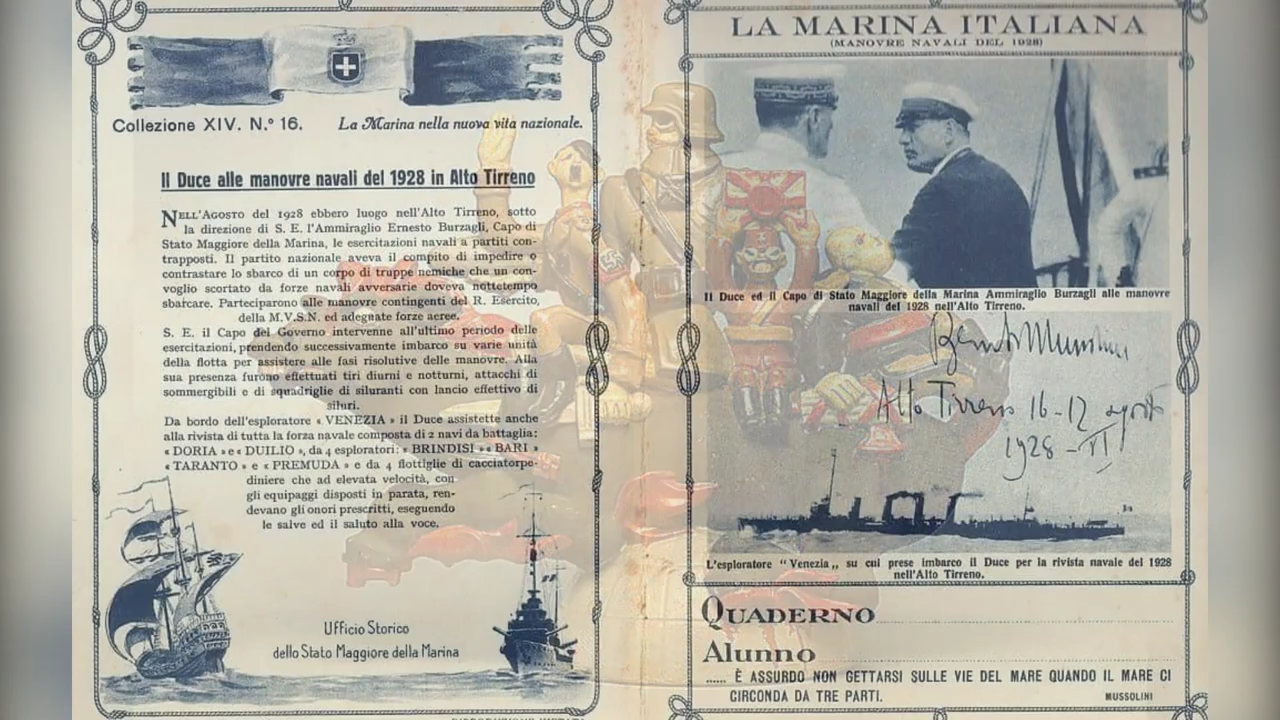 Collezione XIV. N.º 16. La Marina nella nuova vita nazionale.
Il Duce alle manovre navali del 1928 in Alto Tirreno
NELL'AGOSTO del 1928 ebbero luogo nell'Alto Tirreno, sotto
la direzione di S. E. l'Ammiraglio Ernesto Burzagli, Capo di
Stato Maggiore della Marina, le esercitazioni navali a partiti con-
trapposti. Il partito nazionale aveva il compito di impedire o
contrastare lo sbarco di un corpo di truppe nemiche che un con-
voglio scortato da forze navali avversarie doveva nottetempo
sbarcare. Parteciparono alle manovre contingenti del R. Esercito,
della M.V.S.N. ed adeguate forze aeree.
S. E. il Capo del Governo intervenne all'ultimo periodo delle
esercitazioni, prendendo successivamente imbarco su varie unità
della flotta per assistere alle fasi risolutive delle manovre. Alla
sua presenza furono effettuati tiri diurni e notturni, attacchi di
sommergibili e di squadriglie di siluranti con lancio effettivo di
siluri.
Da bordo dell'esploratore « VENEZIA » il Duce assistette anche
alla rivista di tutta la forza navale composta di 2 navi da battaglia:
« DORIA » e « DUILIO », da 4 esploratori: « BRINDISI » « BARI »
« TARANTO » e « PREMUDA » e da 4 flottiglie di cacciatorpe-
diniere che ad elevata velocità, con
gli equipaggi disposti in parata, ren-
devano gli onori prescritti, eseguendo
le salve ed il saluto alla voce.
Ufficio Storico
dello Stato Maggiore della Marina
LA MARINA ITALIANA
(MANOVRE NAVALI DEL 1928)
Il Duce ed il Capo di Stato Maggiore della Marina Ammiraglio Burzagli alle manovre
navali del 1928 nell'Alto Tirreno.
Benito Mussolini
Alto Tirreno 16-12 agosto
1928 - VI
L'esploratore "Venezia„ su cui prese imbarco il Duce per la rivista navale del 1928
nell'Alto Tirreno.
QUADERNO
Alunno
...... È ASSURDO NON GETTARSI SULLE VIE DEL MARE QUANDO IL MARE CI
CIRCONDA DA TRE PARTI. MUSSOLINI